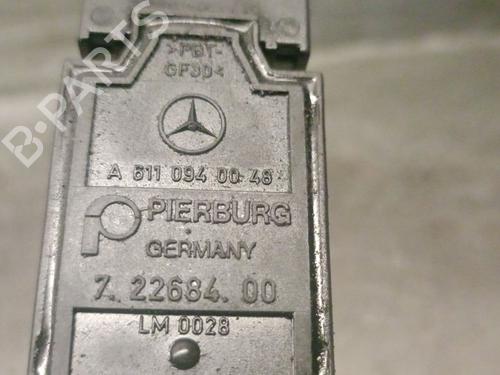 >PBT-
GF30<
A 611 094 00 48
PIERBURG
GERMANY
7. 22684. 00
LM 0028
B-PARTS